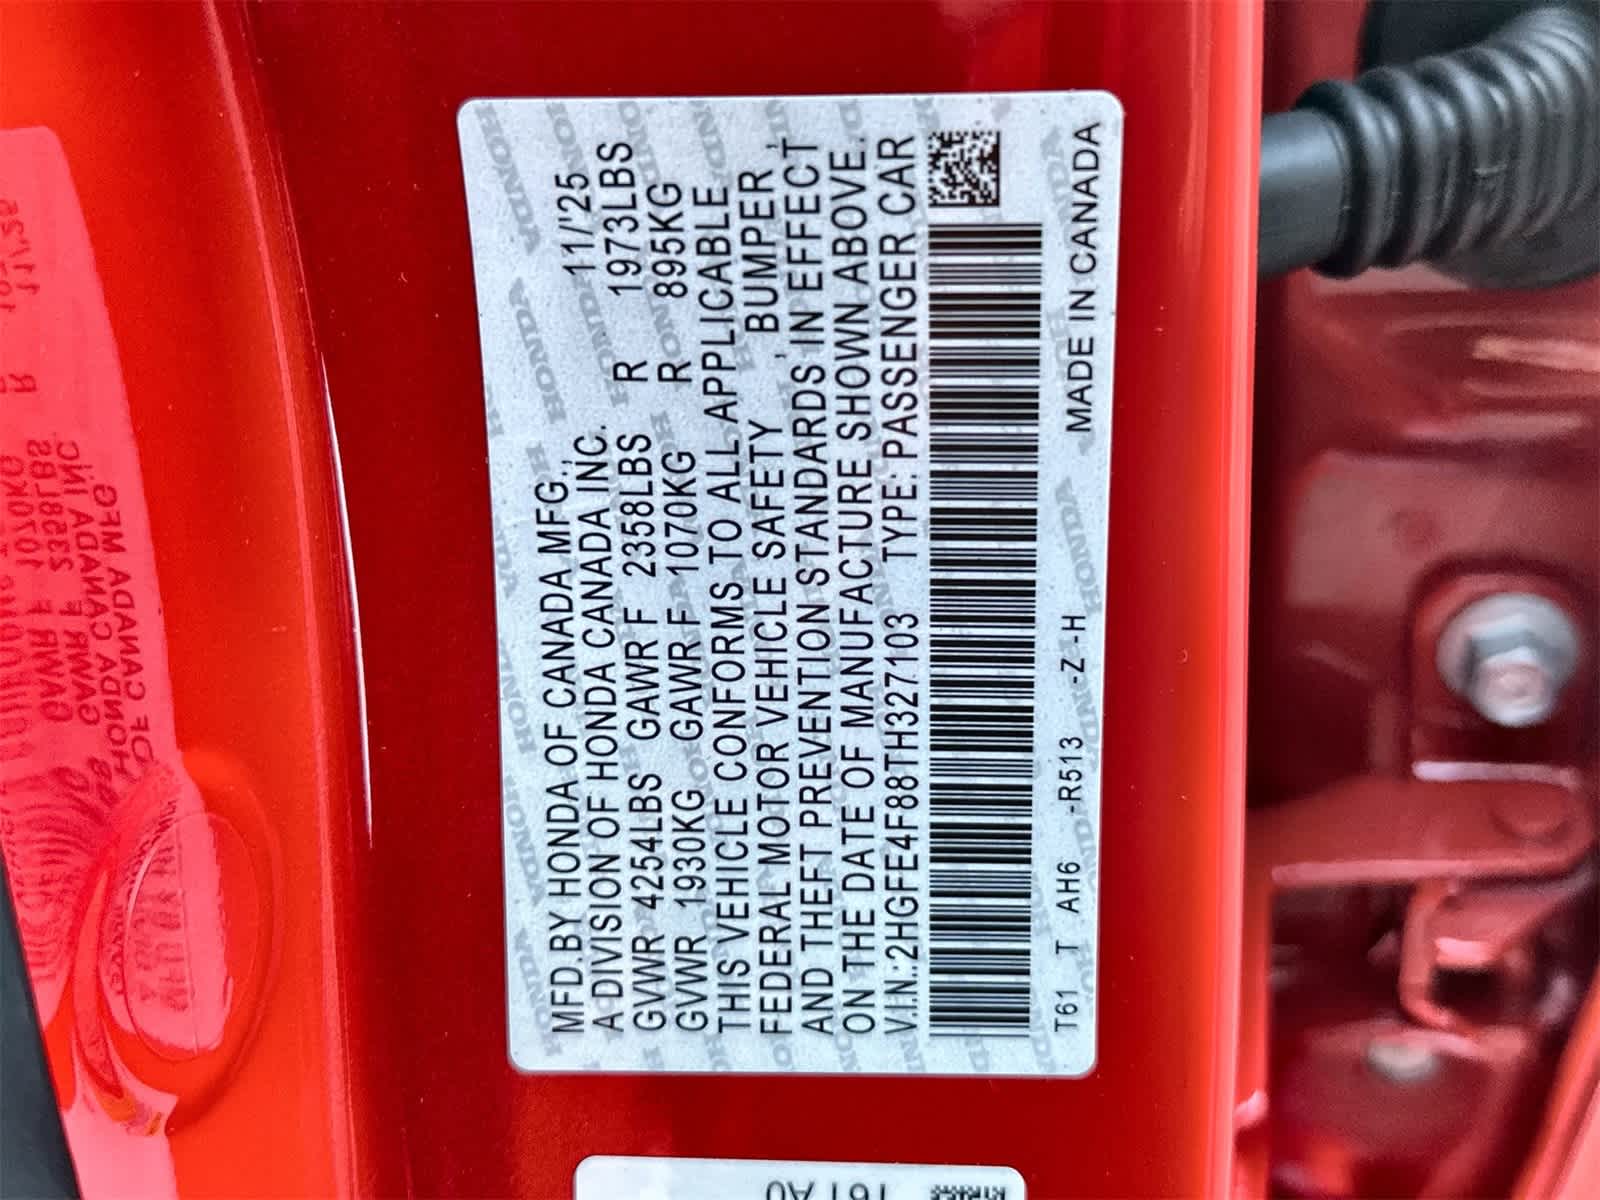 MFD.BY HONDA OF CANADA MFG., 11/'25
A DIVISION OF HONDA CANADA INC.
GVWR 4254LBS GAWR F 2358LBS R 1973LBS
GVWR 1930KG GAWR F 1070KG R 895KG
THIS VEHICLE CONFORMS TO ALL APPLICABLE
FEDERAL MOTOR VEHICLE SAFETY , BUMPER,
AND THEFT PREVENTION STANDARDS IN EFFECT
ON THE DATE OF MANUFACTURE SHOWN ABOVE.
V.I.N.:2HGFE4F88TH327103 TYPE:PASSENGER CAR
T61 T AH6 -R513 -Z -H MADE IN CANADA